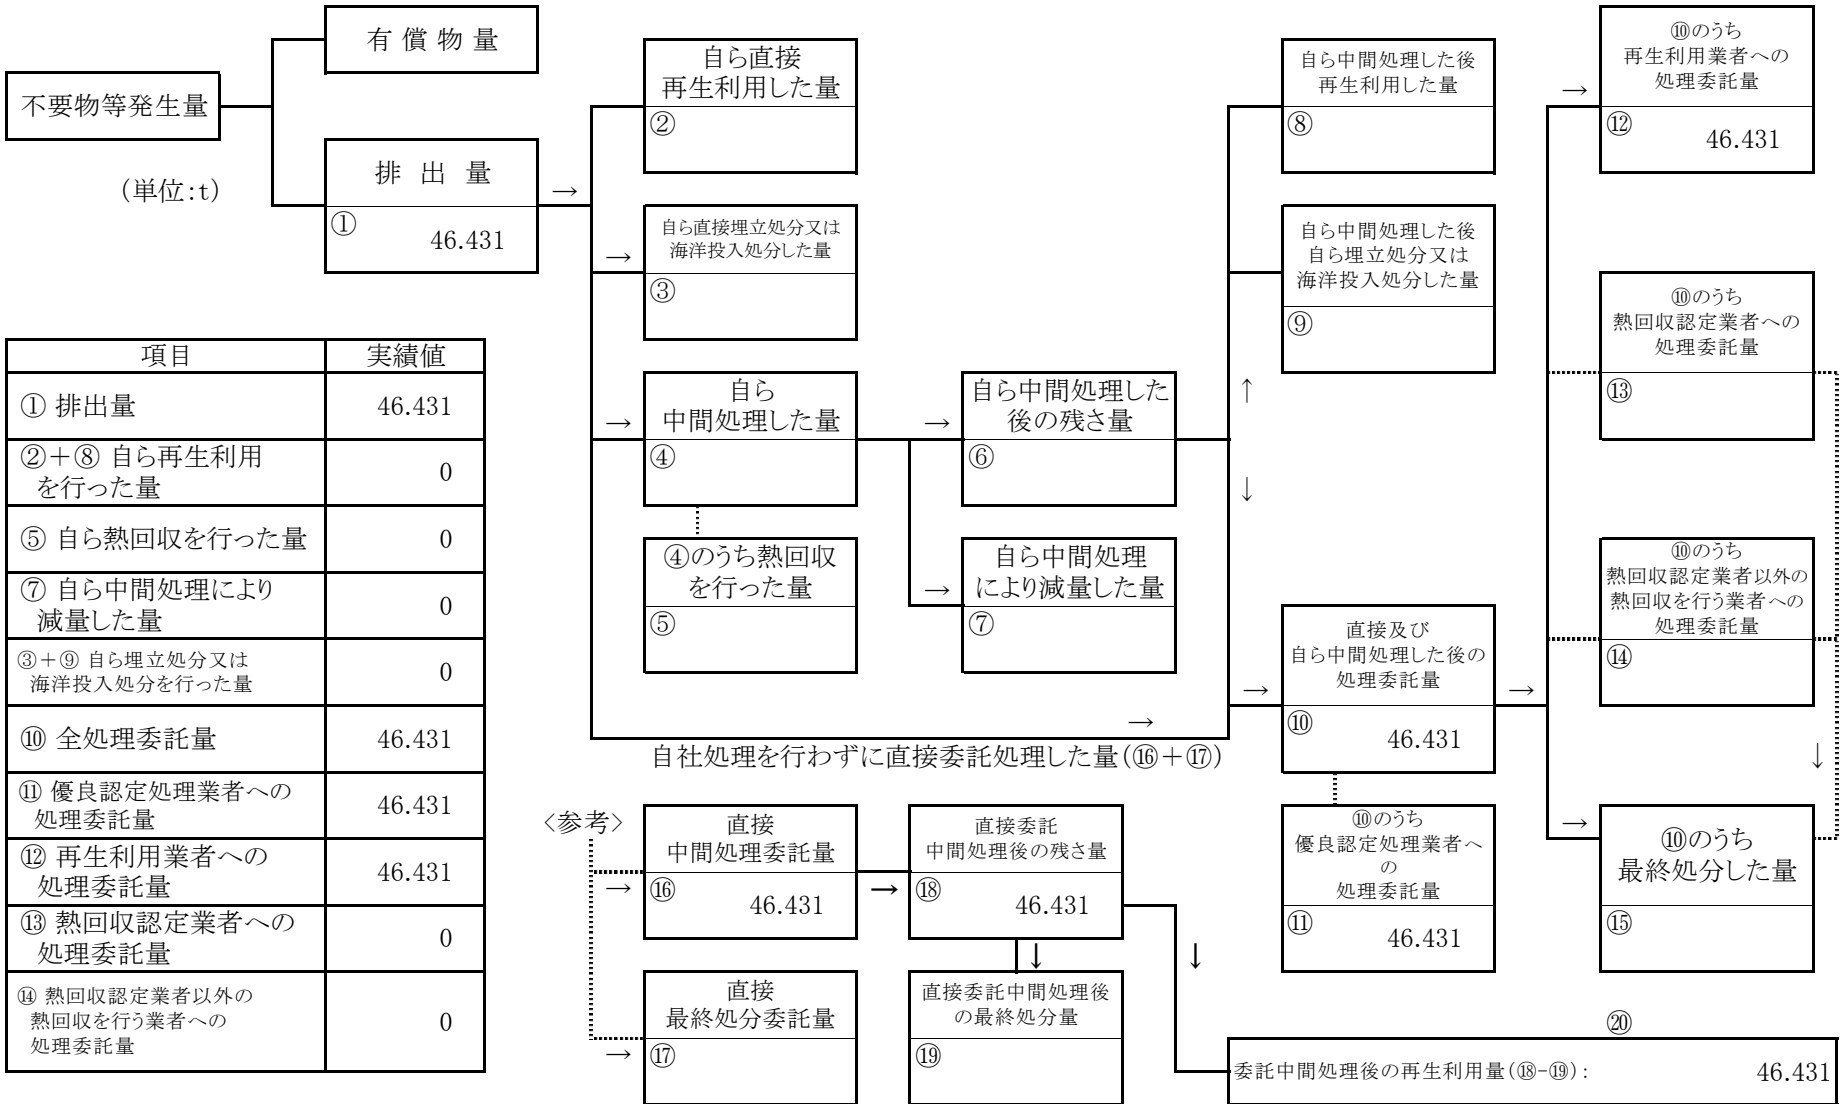 有償物量
不要物等発生量
(単位:t)
排出量
→
①
46.431
自ら直接
再生利用した量
②
→
自ら直接埋立処分又は
海洋投入処分した量
③
→
自ら
中間処理した量
④
④のうち熱回収
を行った量
⑤
→
自ら中間処理した
後の残さ量
⑥
→
自ら中間処理
により減量した量
⑦
自ら中間処理した後
再生利用した量
⑧
自ら中間処理した後
自ら埋立処分又は
海洋投入処分した量
⑨
↑
↓
→
自社処理を行わずに直接委託処理した量(⑯+⑰)
→
直接及び
自ら中間処理した後の
処理委託量
⑩
46.431
⑩のうち
優良認定処理業者へ
の
処理委託量
⑪
46.431
→
→
⑩のうち
再生利用業者への
処理委託量
⑫
46.431
⑩のうち
熱回収認定業者への
処理委託量
⑬
⑩のうち
熱回収認定業者以外の
熱回収を行う業者への
処理委託量
⑭
↓
→
⑩のうち
最終処分した量
⑮
項目 実績値
① 排出量 46.431
②+⑧ 自ら再生利用
を行った量
0
⑤ 自ら熱回収を行った量 0
⑦ 自ら中間処理により
減量した量
0
③+⑨ 自ら埋立処分又は
海洋投入処分を行った量
0
⑩ 全処理委託量 46.431
⑪ 優良認定処理業者への
処理委託量
46.431
⑫ 再生利用業者への
処理委託量
46.431
⑬ 熱回収認定業者への
処理委託量
0
⑭ 熱回収認定業者以外の
熱回収を行う業者への
処理委託量
0
<参考>
→
直接
中間処理委託量
⑯
46.431
→
直接
最終処分委託量
⑰
→
直接委託
中間処理後の残さ量
⑱
46.431
↓
直接委託中間処理後
の最終処分量
⑲
↓
⑳
委託中間処理後の再生利用量(⑱-⑲): 46.431